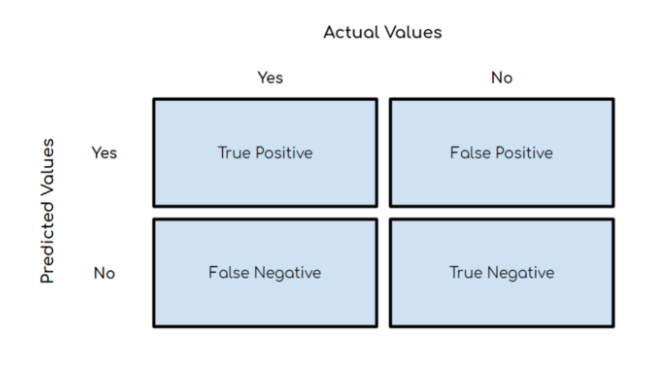 Actual Values
Yes
No
Predicted Values
Yes
True Positive
False Positive
No
False Negative
True Negative